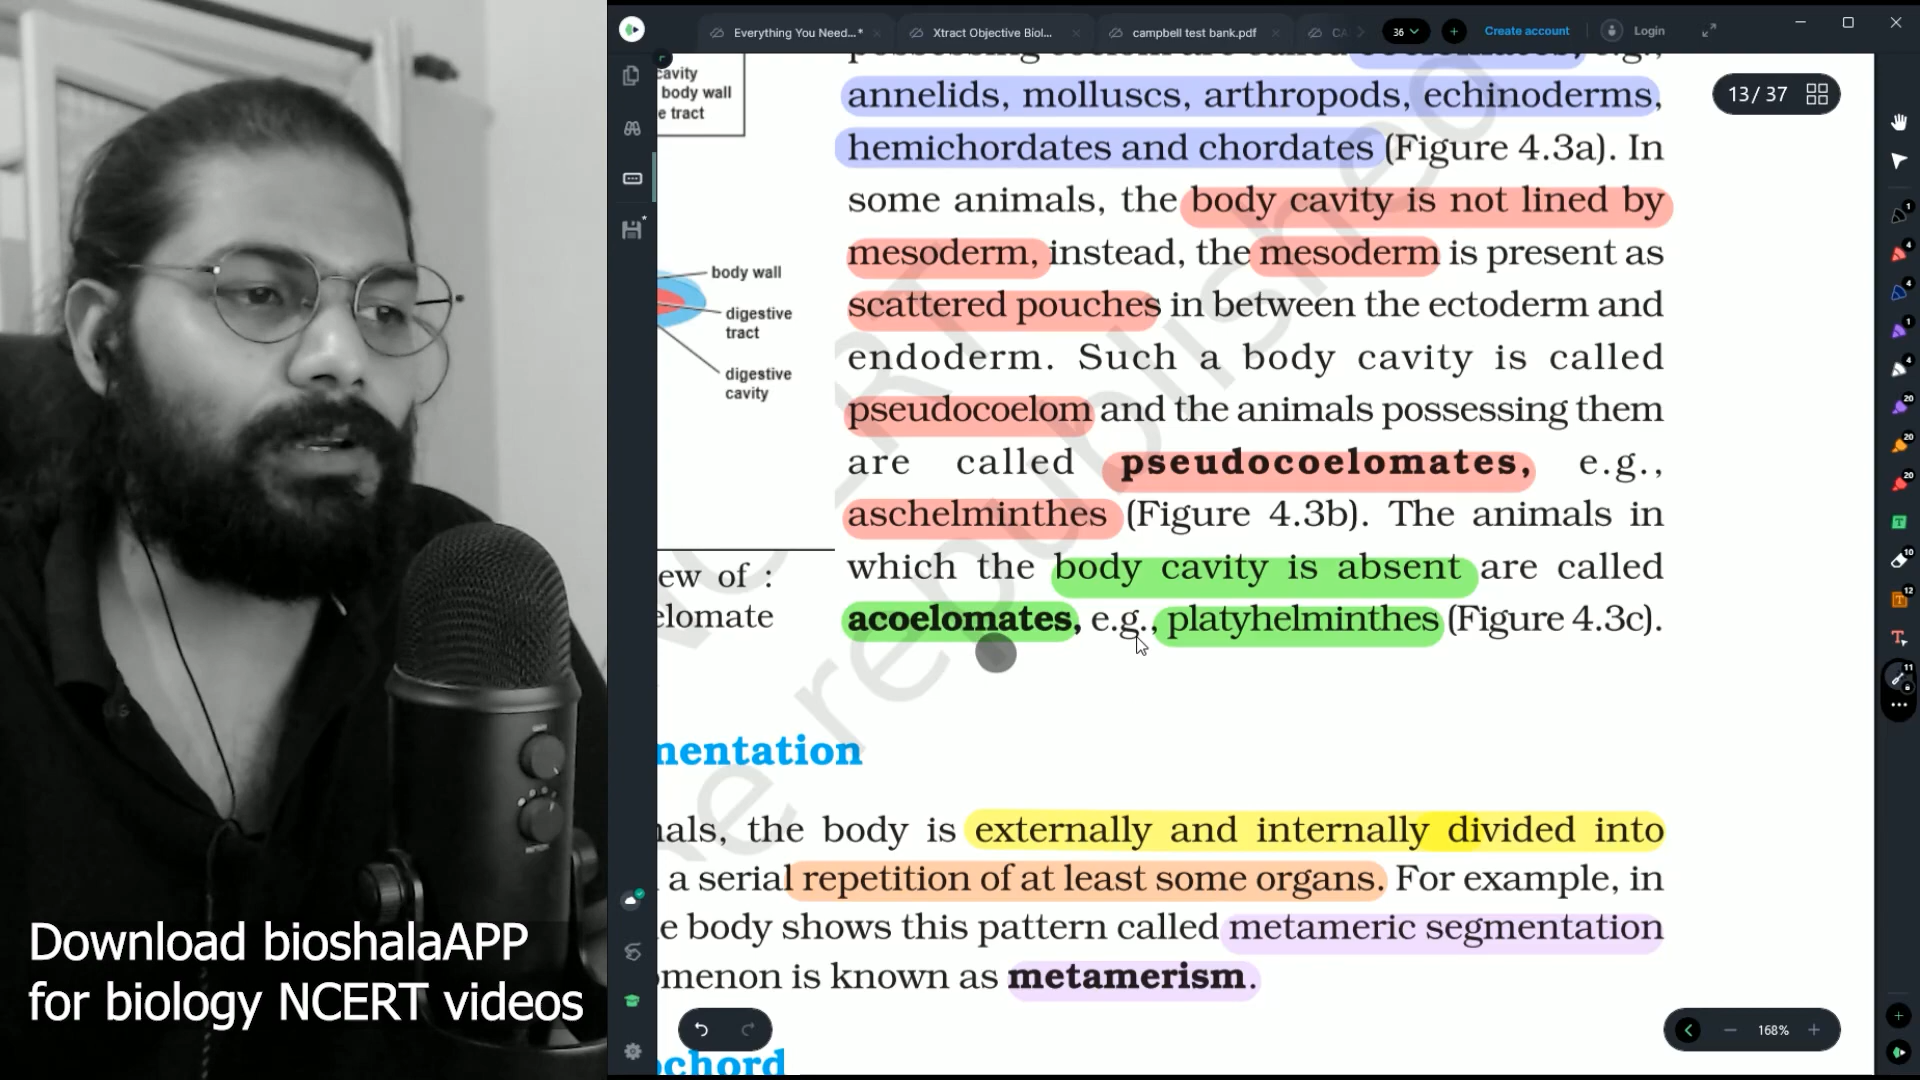 Everything You Need...*
Xtract Objective Biol...
campbell test bank.pdf
CA
36
Create account
Login
13/ 37
cavity
body wall
e tract
annelids, molluscs, arthropods, echinoderms,
hemichordates and chordates (Figure 4.3a). In
some animals, the body cavity is not lined by
mesoderm, instead, the mesoderm is present as
scattered pouches in between the ectoderm and
endoderm. Such a body cavity is called
pseudocoelom and the animals possessing them
are called pseudocoelomates, e.g.,
aschelminthes (Figure 4.3b). The animals in
which the body cavity is absent are called
acoelomates, e.g., platyhelminthes (Figure 4.3c).
body wall
digestive
tract
digestive
cavity
ew of :
elomate
mentation
nals, the body is externally and internally divided into
a serial repetition of at least some organs. For example, in
e body shows this pattern called metameric segmentation
omenon is known as metamerism.
ochord
168%
Download bioshalaAPP
for biology NCERT videos